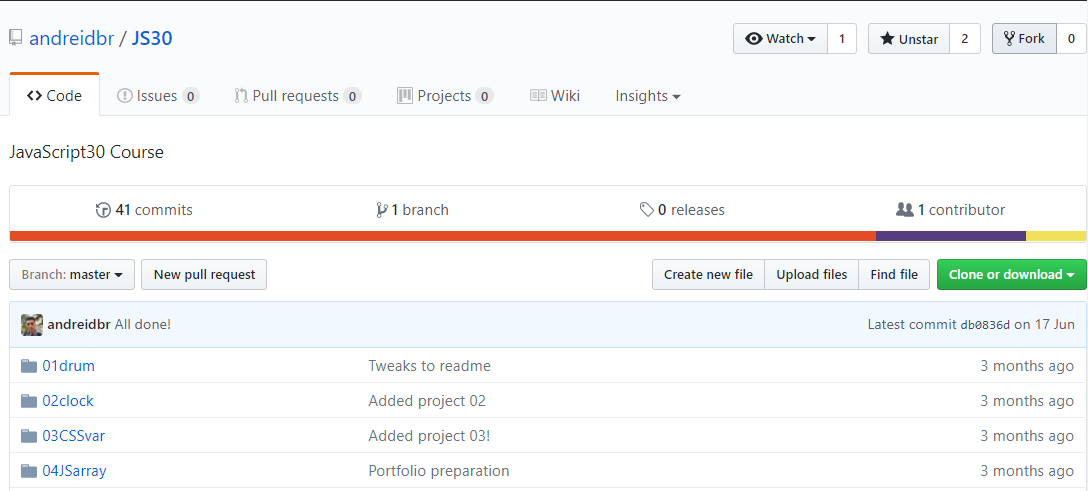 andreidbr / JS30 Watch 1 Unstar 2 Fork 0
Code Issues 0 Pull requests 0 Projects 0 Wiki Insights
JavaScript30 Course
41 commits 1 branch 0 releases 1 contributor
Branch: master New pull request Create new file Upload files Find file Clone or download
andreidbr All done! Latest commit db0836d on 17 Jun
01drum Tweaks to readme 3 months ago
02clock Added project 02 3 months ago
03CSSvar Added project 03! 3 months ago
04JSarray Portfolio preparation 3 months ago